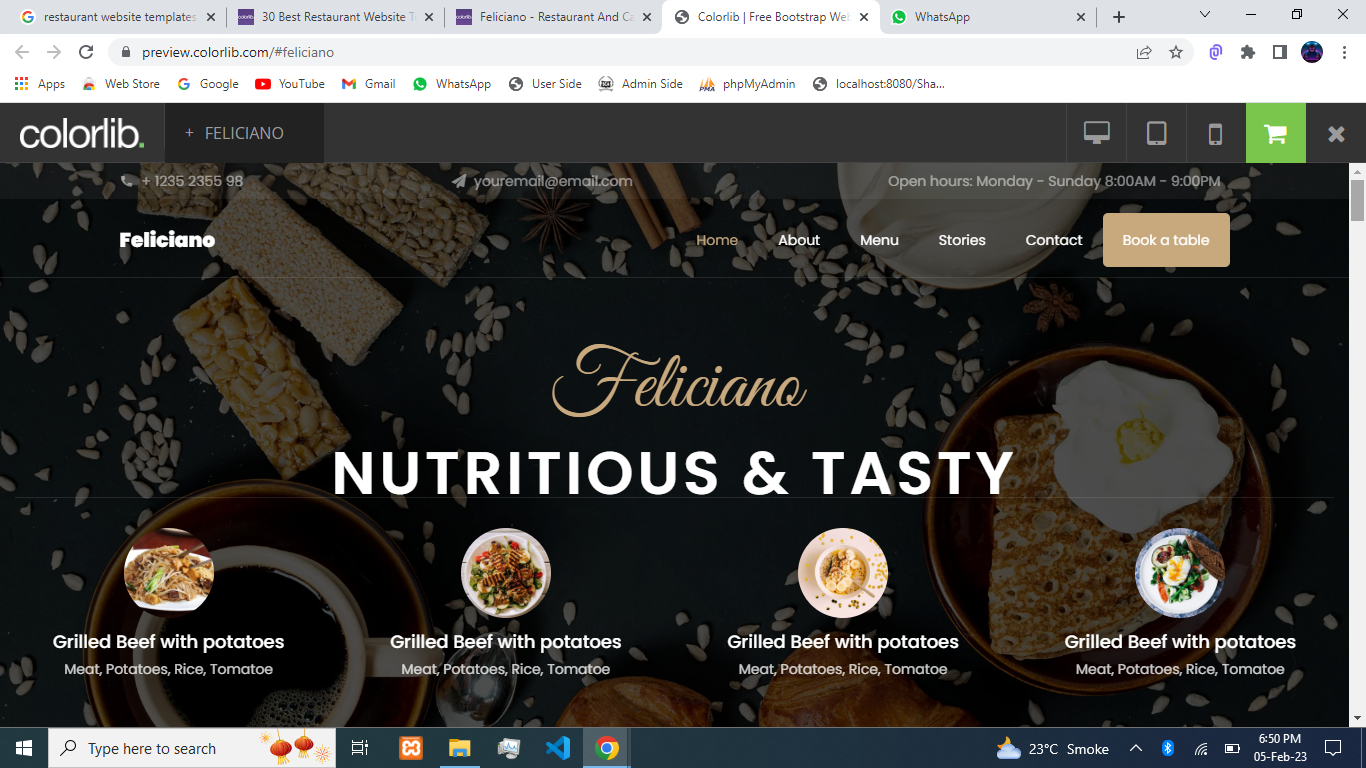 restaurant website templates
30 Best Restaurant Website T
Feliciano - Restaurant And Ca
Colorlib | Free Bootstrap Web
WhatsApp
preview.colorlib.com/#feliciano
Apps
Web Store
Google
YouTube
Gmail
WhatsApp
User Side
Admin Side
phpMyAdmin
localhost:8080/Sha...
colorlib.
+ FELICIANO
+ 1235 2355 98
youremail@email.com
Open hours: Monday - Sunday 8:00AM - 9:00PM
Feliciano
Home
About
Menu
Stories
Contact
Book a table
Feliciano
NUTRITIOUS & TASTY
Grilled Beef with potatoes
Meat, Potatoes, Rice, Tomatoe
Grilled Beef with potatoes
Meat, Potatoes, Rice, Tomatoe
Grilled Beef with potatoes
Meat, Potatoes, Rice, Tomatoe
Grilled Beef with potatoes
Meat, Potatoes, Rice, Tomatoe
Type here to search
23°C Smoke
6:50 PM
05-Feb-23